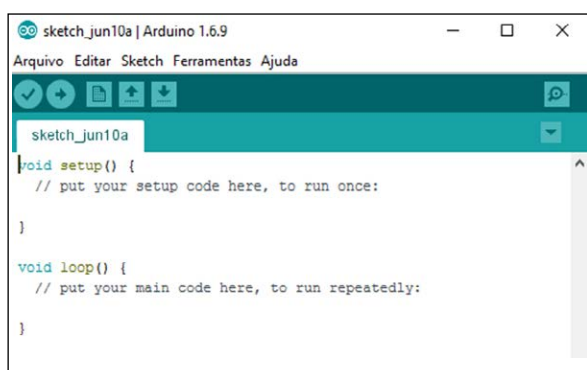 sketch_jun10a | Arduino 1.6.9
Arquivo Editar Sketch Ferramentas Ajuda
sketch_jun10a
void setup() {
// put your setup code here, to run once:
}
void loop() {
// put your main code here, to run repeatedly:
}